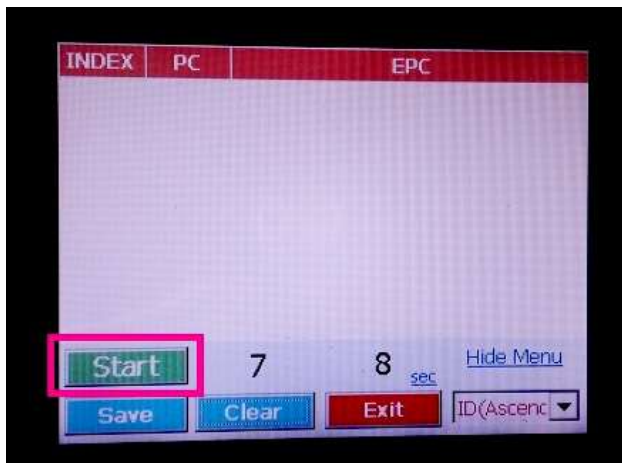 INDEX PC EPC
Start 7 8 sec Hide Menu
Save Clear Exit ID(Ascenc